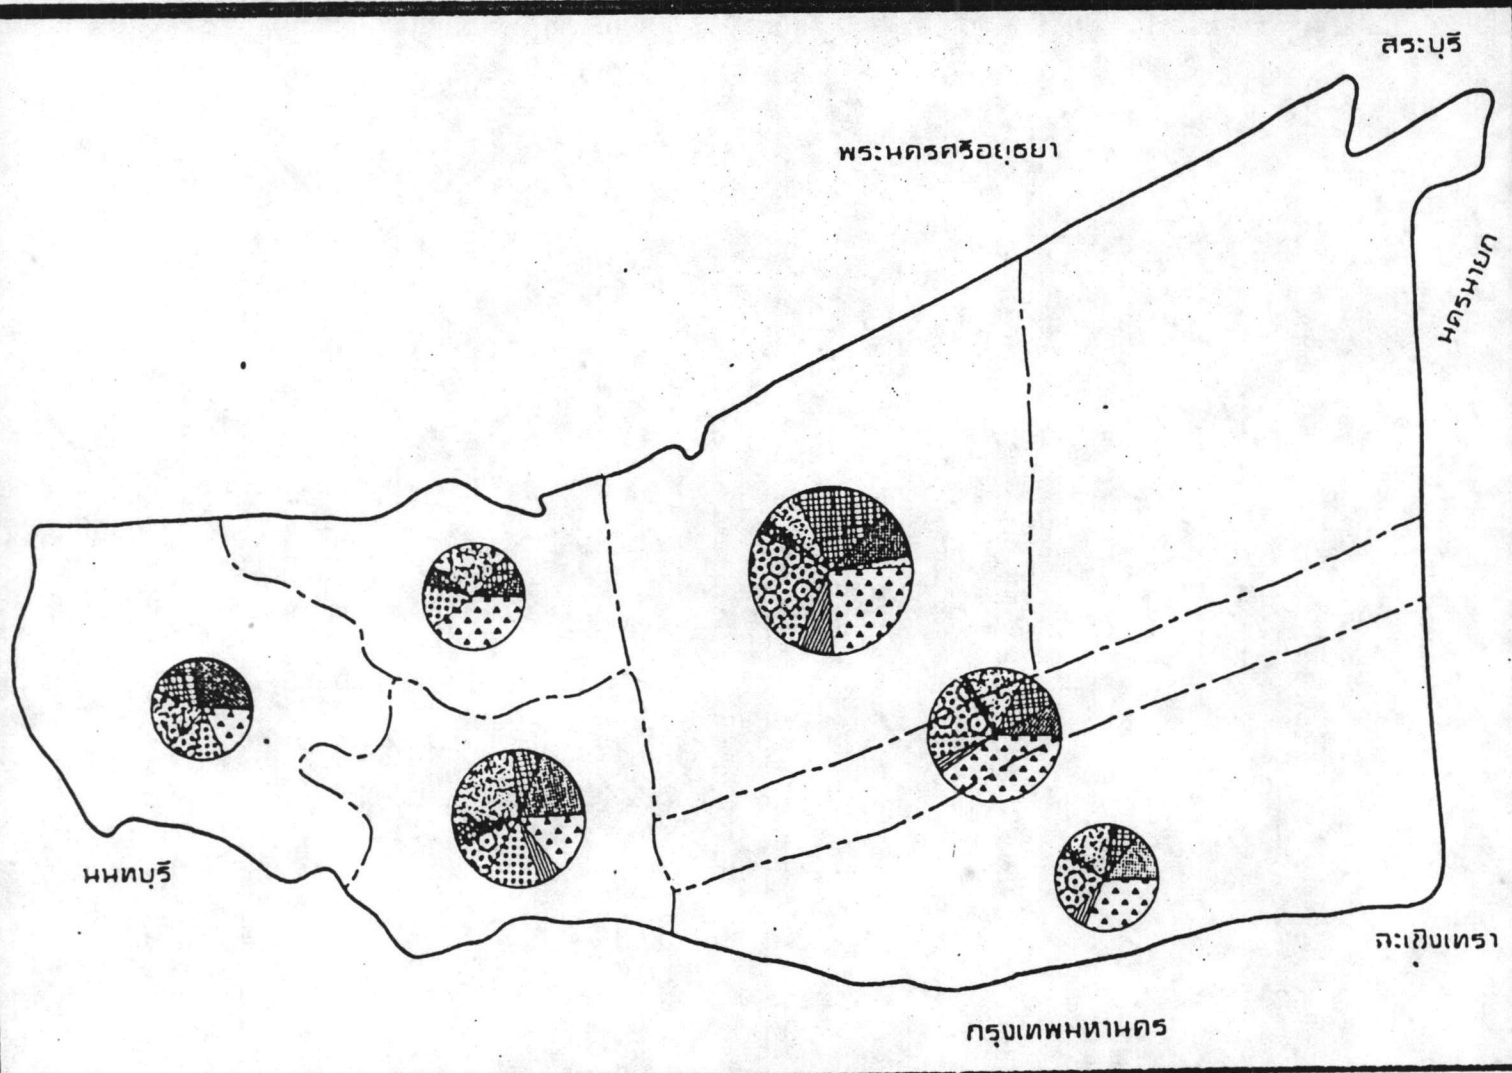 สระบุรี
พระนครศรีอยุธยา
นครนายก
นนทบุรี
ฉะเชิงเทรา
กรุงเทพมหานคร